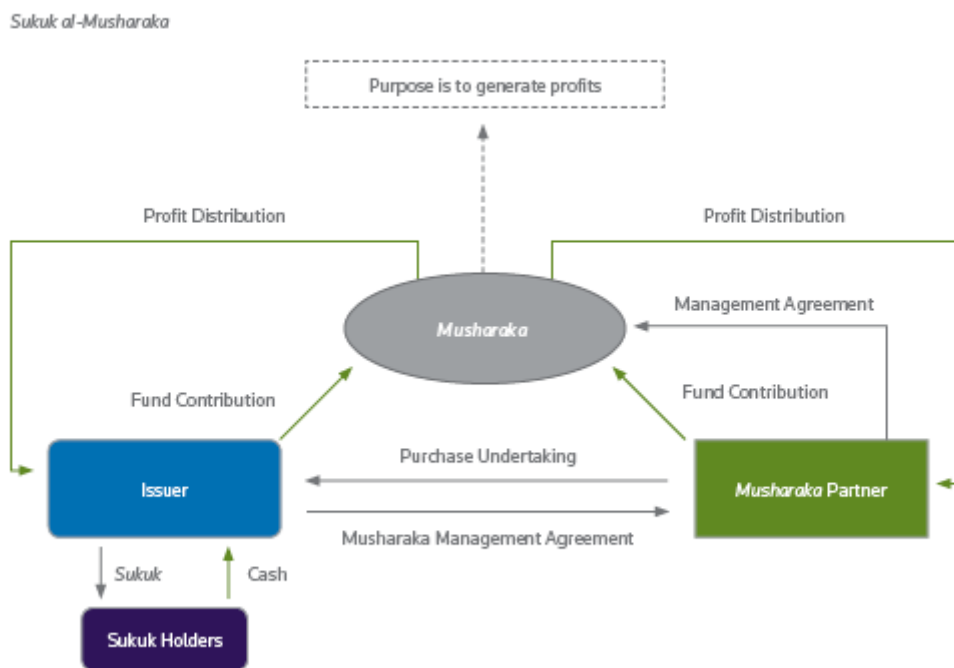 Sukuk al-Musharaka
Purpose is to generate profits
Profit Distribution
Profit Distribution
Musharaka
Management Agreement
Fund Contribution
Fund Contribution
Issuer
Purchase Undertaking
Musharaka Partner
Musharaka Management Agreement
Sukuk
Cash
Sukuk Holders